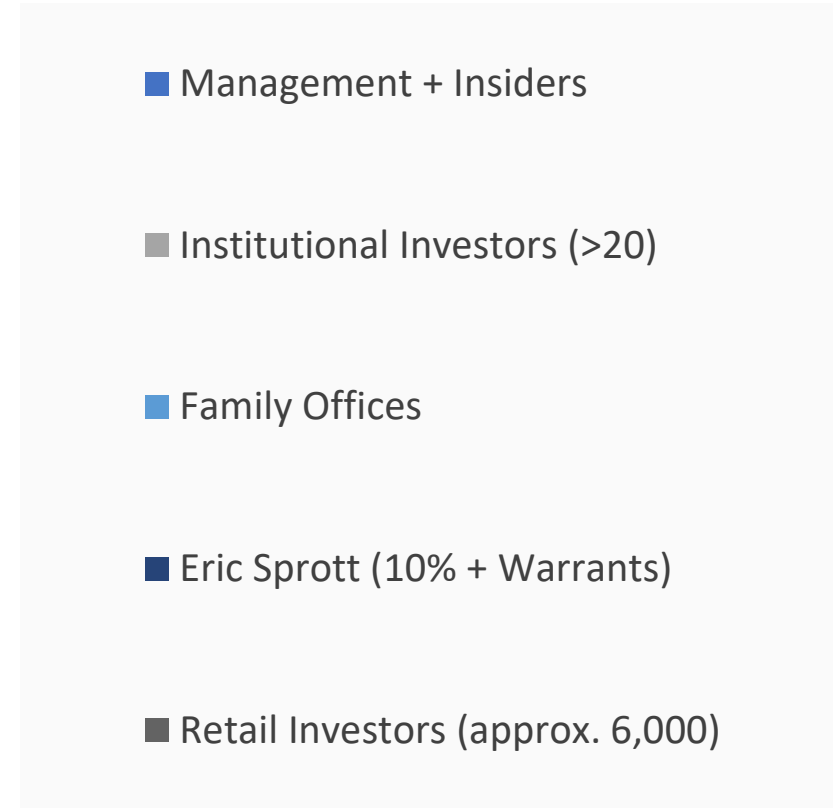 Management + Insiders
Institutional Investors (>20)
Family Offices
Eric Sprott (10% + Warrants)
Retail Investors (approx. 6,000)